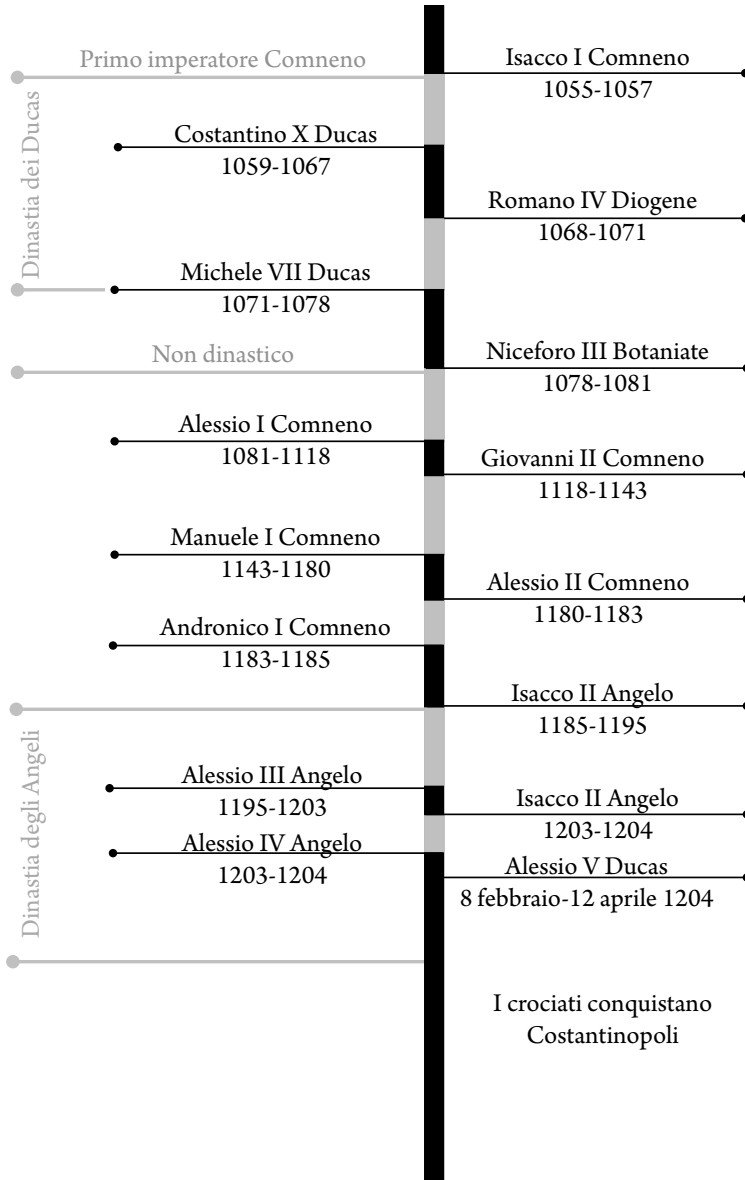 Primo imperatore Comneno
Isacco I Comneno
1055-1057
Dinastia dei Ducas
Costantino X Ducas
1059-1067
Romano IV Diogene
1068-1071
Michele VII Ducas
1071-1078
Non dinastico
Niceforo III Botaniate
1078-1081
Alessio I Comneno
1081-1118
Giovanni II Comneno
1118-1143
Manuele I Comneno
1143-1180
Alessio II Comneno
1180-1183
Andronico I Comneno
1183-1185
Isacco II Angelo
1185-1195
Dinastia degli Angeli
Alessio III Angelo
1195-1203
Isacco II Angelo
1203-1204
Alessio IV Angelo
1203-1204
Alessio V Ducas
8 febbraio-12 aprile 1204
I crociati conquistano
Costantinopoli